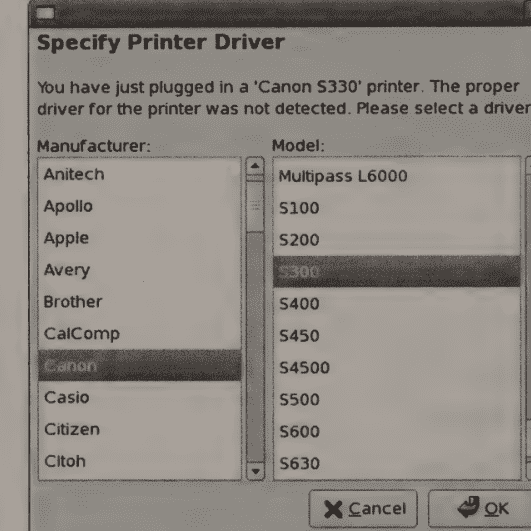 Specify Printer Driver
You have just plugged in a 'Canon S330' printer. The proper
driver for the printer was not detected. Please select a driver
Manufacturer:
Model:
Anitech
Apollo
Apple
Avery
Brother
CalComp
Canon
Casio
Citizen
CItoh
Multipass L6000
S100
S200
S300
S400
S450
S4500
S500
S600
S630
Cancel
OK